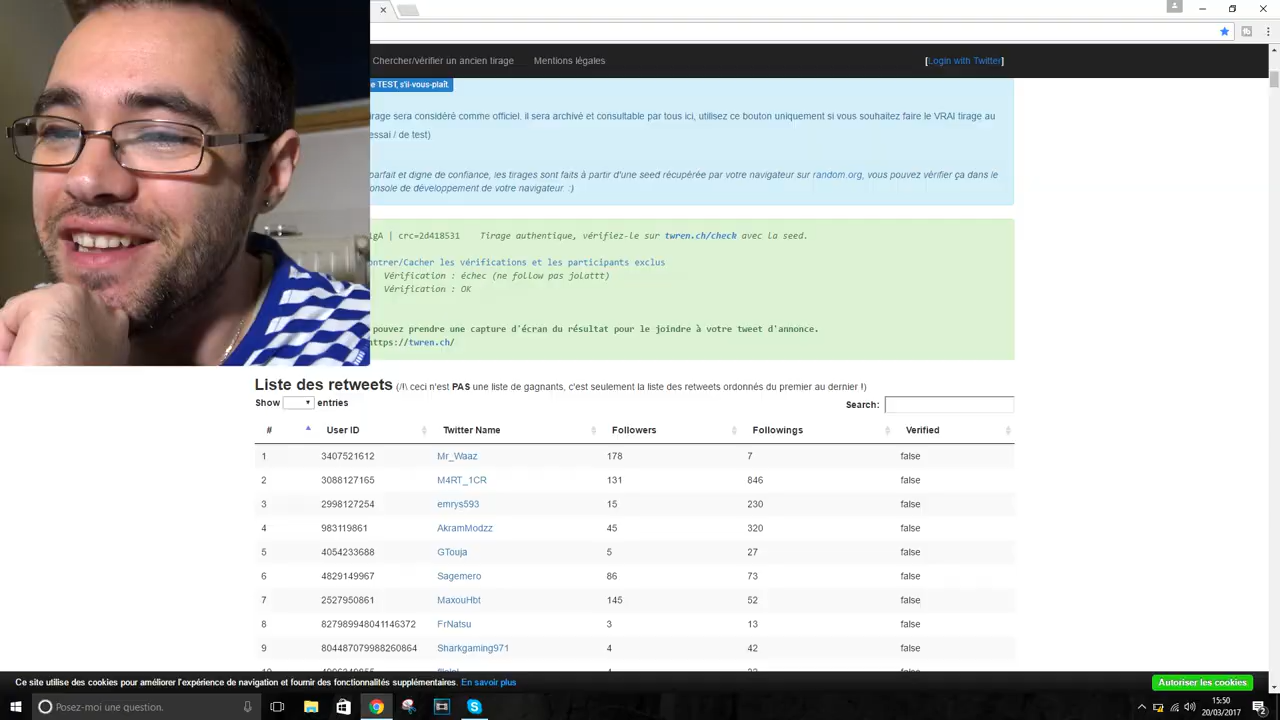 Chercher/vérifier un ancien tirage Mentions légales [Login with Twitter]
e TEST, s'il-vous-plaît.
tirage sera considéré comme officiel. il sera archivé et consultable par tous ici, utilisez ce bouton uniquement si vous souhaitez faire le VRAI tirage au
essai / de test)
parfait et digne de confiance, les tirages sont faits à partir d'une seed récupérée par votre navigateur sur random.org, vous pouvez vérifier ça dans le
onsole de développement de votre navigateur :)
igA | crc=2d418531 Tirage authentique, vérifiez-le sur twren.ch/check avec la seed.
ontrer/Cacher les vérifications et les participants exclus
Vérification : échec (ne follow pas jolattt)
Vérification : OK
pouvez prendre une capture d'écran du résultat pour le joindre à votre tweet d'annonce.
https://twren.ch/
Liste des retweets (/!\ ceci n'est PAS une liste de gagnants, c'est seulement la liste des retweets ordonnés du premier au dernier !)
Show entries Search:
# User ID Twitter Name Followers Followings Verified
1 3407521612 Mr_Waaz 178 7 false
2 3088127165 M4RT_1CR 131 846 false
3 2998127254 emrys593 15 230 false
4 983119861 AkramModzz 45 320 false
5 4054233688 GTouja 5 27 false
6 4829149967 Sagemero 86 73 false
7 2527950861 MaxouHbt 145 52 false
8 827989948041146372 FrNatsu 3 13 false
9 804487079988260864 Sharkgaming971 4 42 false
Ce site utilise des cookies pour améliorer l'expérience de navigation et fournir des fonctionnalités supplémentaires. En savoir plus Autoriser les cookies
Posez-moi une question. 15:50
20/03/2017